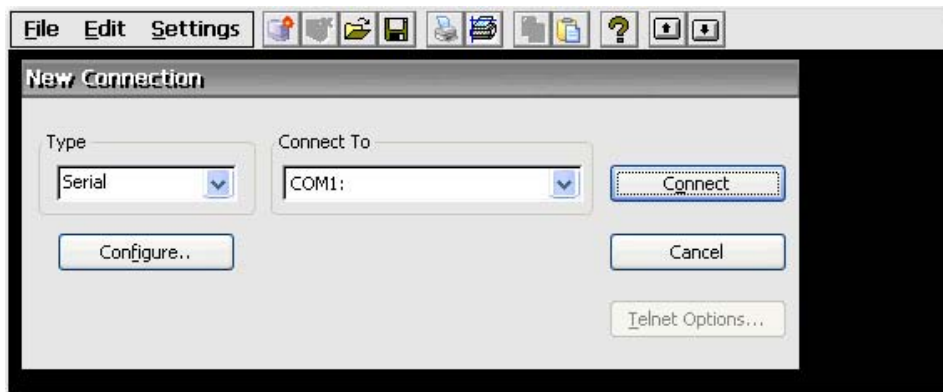 File Edit Settings
New Connection
Type
Connect To
Serial
COM1:
Connect
Configure..
Cancel
Telnet Options...